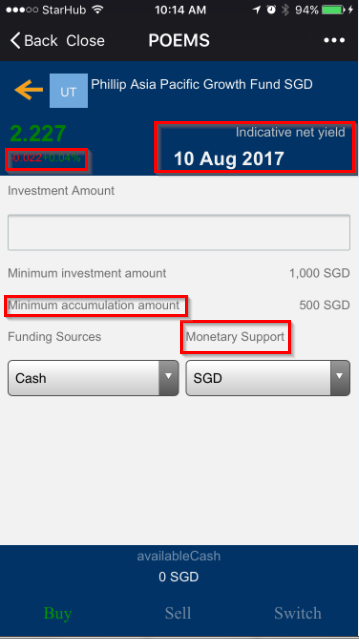 StarHub 10:14 AM 94%
Back Close POEMS
UT Phillip Asia Pacific Growth Fund SGD
2.227 Indicative net yield
-0.022+0.04% 10 Aug 2017
Investment Amount
Minimum investment amount 1,000 SGD
Minimum accumulation amount 500 SGD
Funding Sources Monetary Support
Cash SGD
availableCash
0 SGD
Buy Sell Switch